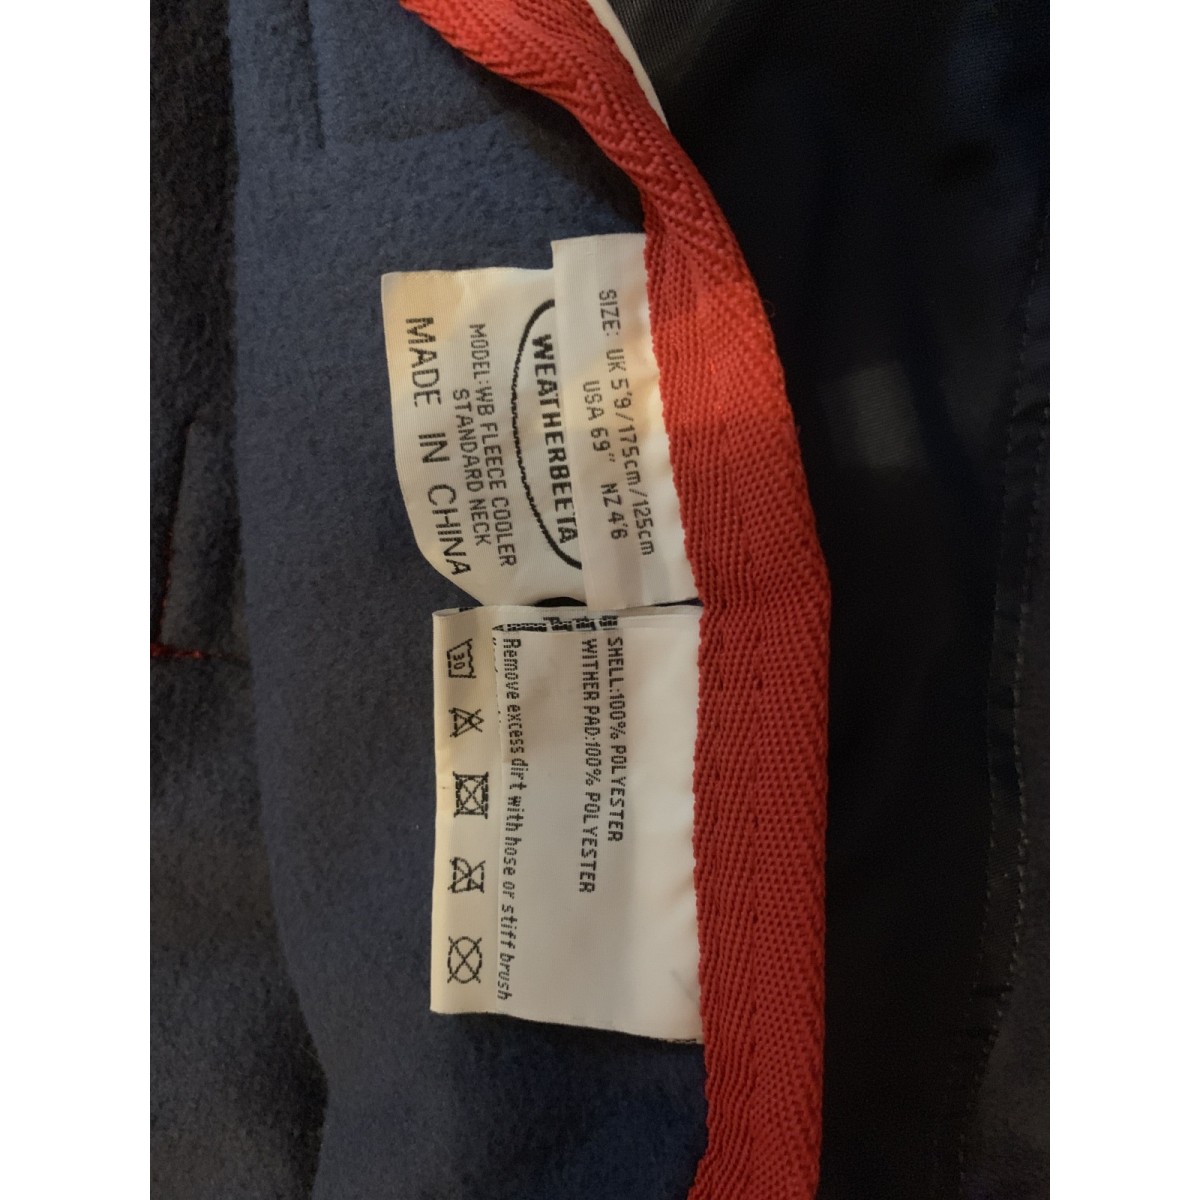 SIZE: UK 5'9/175cm/125cm
USA 69" NZ 4'6
WEATHERBEETA
MODEL:WB FLEECE COOLER
STANDARD NECK
MADE IN CHINA
SHELL:100% POLYESTER
WITHER PAD:100% POLYESTER
Remove excess dirt with hose or stiff brush
30